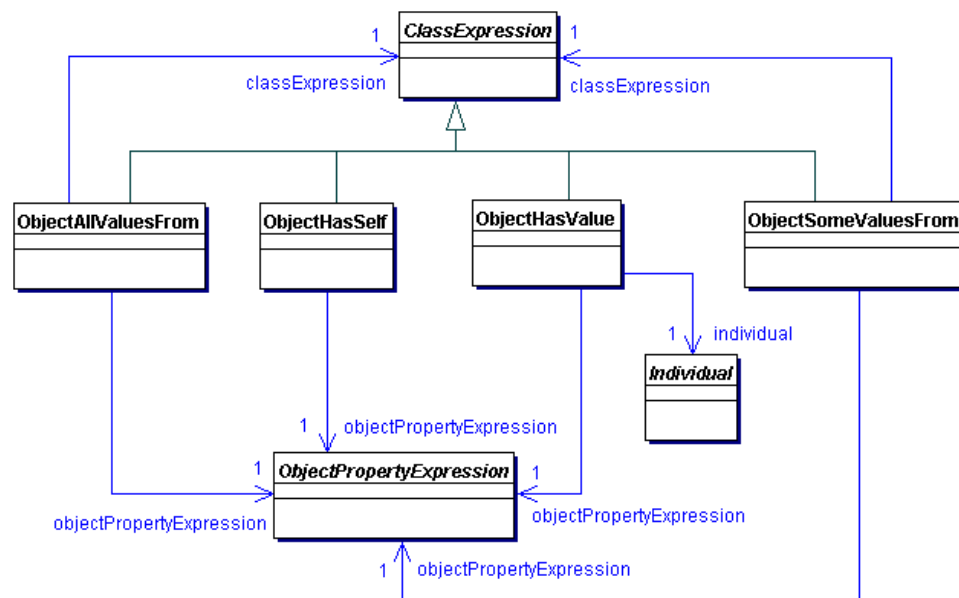 ClassExpression
1
1
classExpression
classExpression
ObjectAllValuesFrom
ObjectHasSelf
ObjectHasValue
ObjectSomeValuesFrom
1
individual
Individual
1
objectPropertyExpression
1
ObjectPropertyExpression
1
objectPropertyExpression
objectPropertyExpression
1
objectPropertyExpression